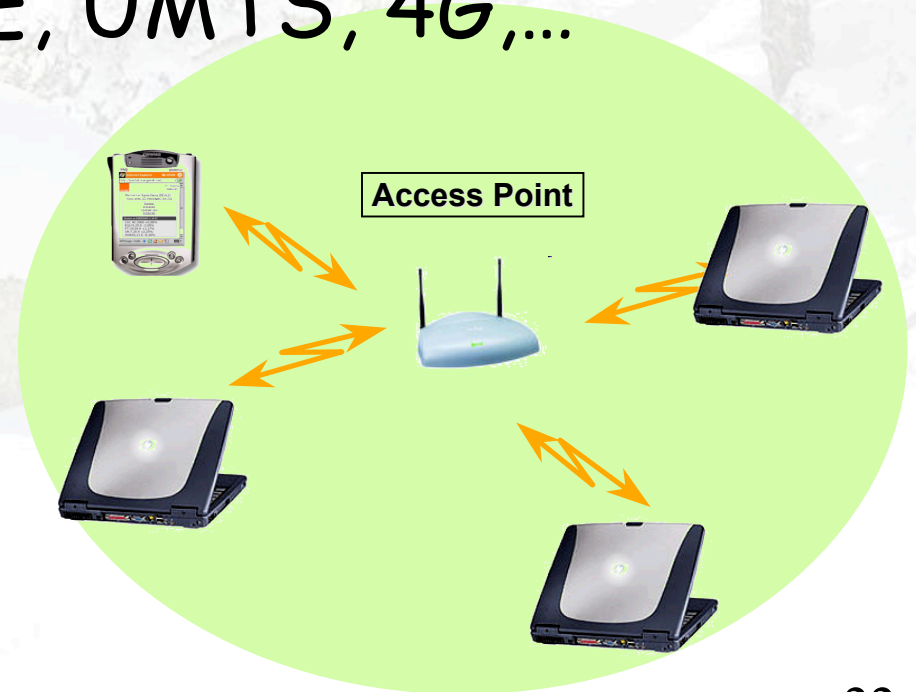 , UMTS, 4G,...
Access Point